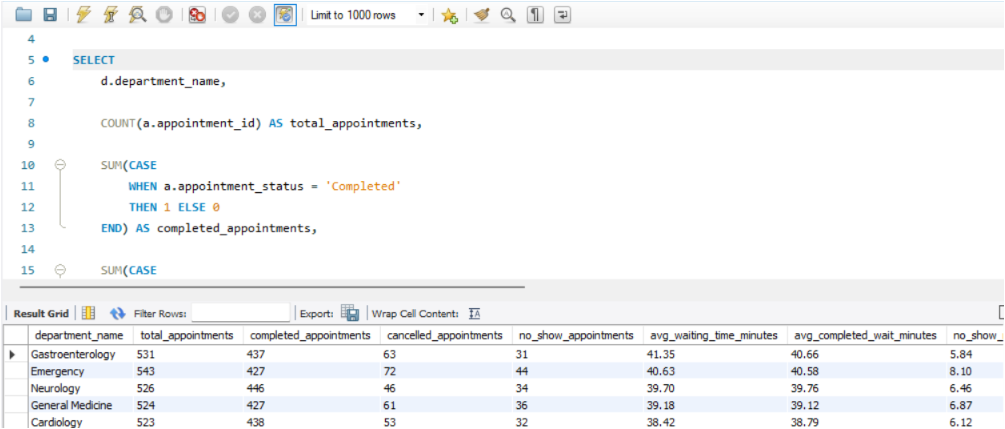 Limit to 1000 rows
4
5 SELECT
6 d.department_name,
7
8 COUNT(a.appointment_id) AS total_appointments,
9
10 SUM(CASE
11 WHEN a.appointment_status = 'Completed'
12 THEN 1 ELSE 0
13 END) AS completed_appointments,
14
15 SUM(CASE
Result Grid Filter Rows: Export: Wrap Cell Content:
department_name total_appointments completed_appointments cancelled_appointments no_show_appointments avg_waiting_time_minutes avg_completed_wait_minutes no_show_
Gastroenterology 531 437 63 31 41.35 40.66 5.84
Emergency 543 427 72 44 40.63 40.58 8.10
Neurology 526 446 46 34 39.70 39.76 6.46
General Medicine 524 427 61 36 39.18 39.12 6.87
Cardiology 523 438 53 32 38.42 38.79 6.12